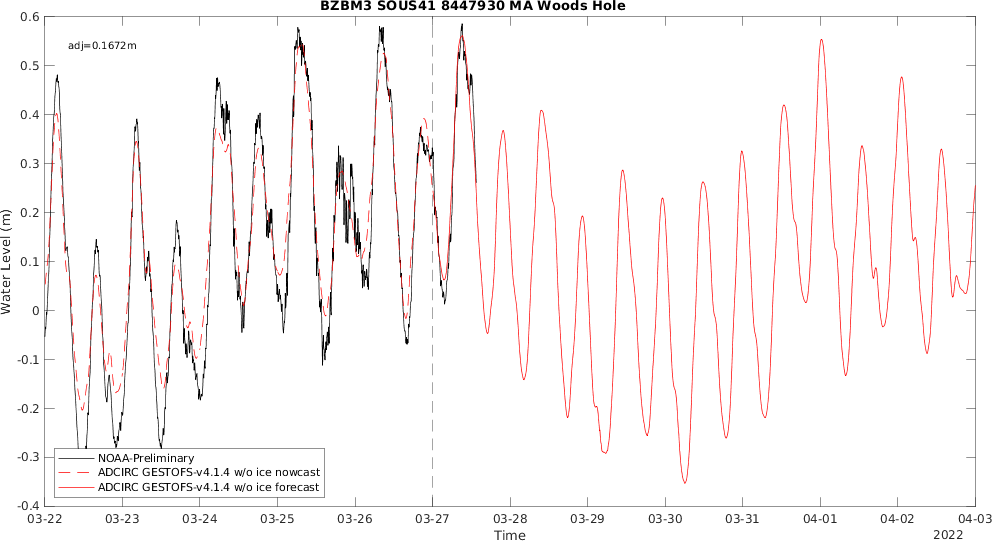 BZBM3 SOUS41 8447930 MA Woods Hole
adj=0.1672m
0.6
0.5
0.4
0.3
0.2
0.1
0
-0.1
-0.2
-0.3
-0.4
Water Level (m)
NOAA-Preliminary
ADCIRC GESTOFS-v4.1.4 w/o ice nowcast
ADCIRC GESTOFS-v4.1.4 w/o ice forecast
03-22 03-23 03-24 03-25 03-26 03-27 03-28 03-29 03-30 03-31 04-01 04-02 04-03
Time
2022